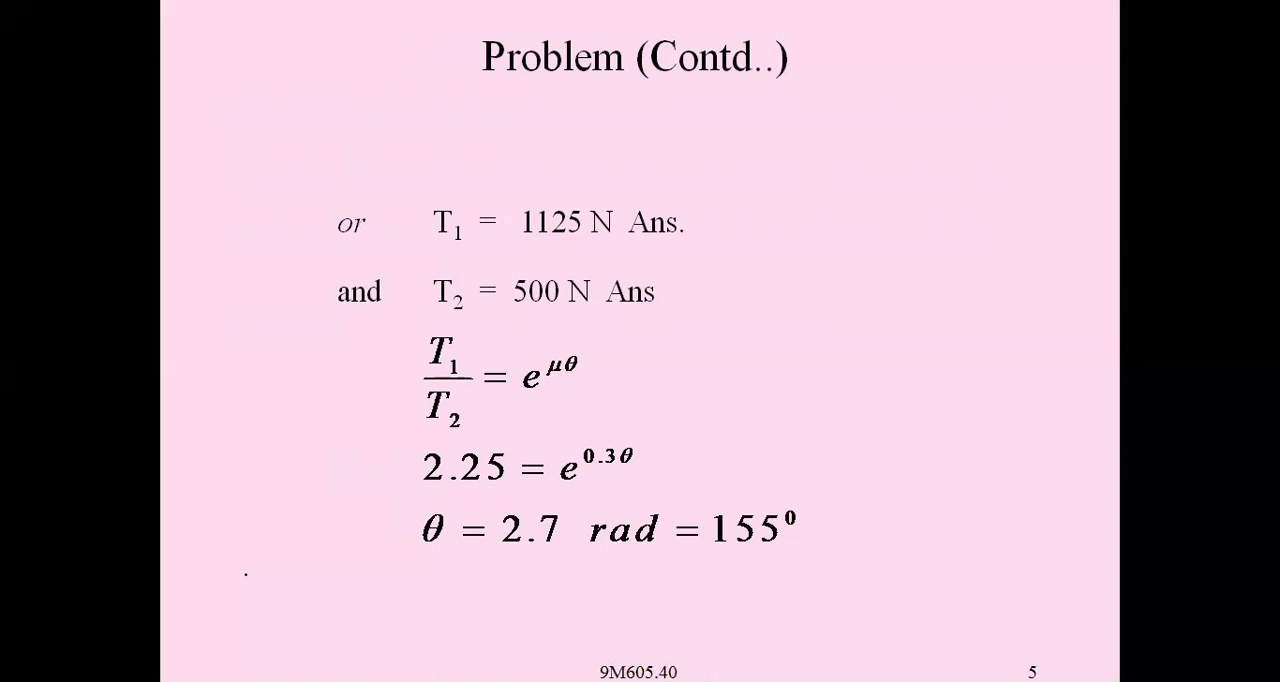 Problem (Contd..)
or T₁ = 1125 N Ans.
and T₂ = 500 N Ans
T₁/T₂ = e^μθ
2.25 = e^0.3θ
θ = 2.7 rad = 155⁰
.
9M605.40 5